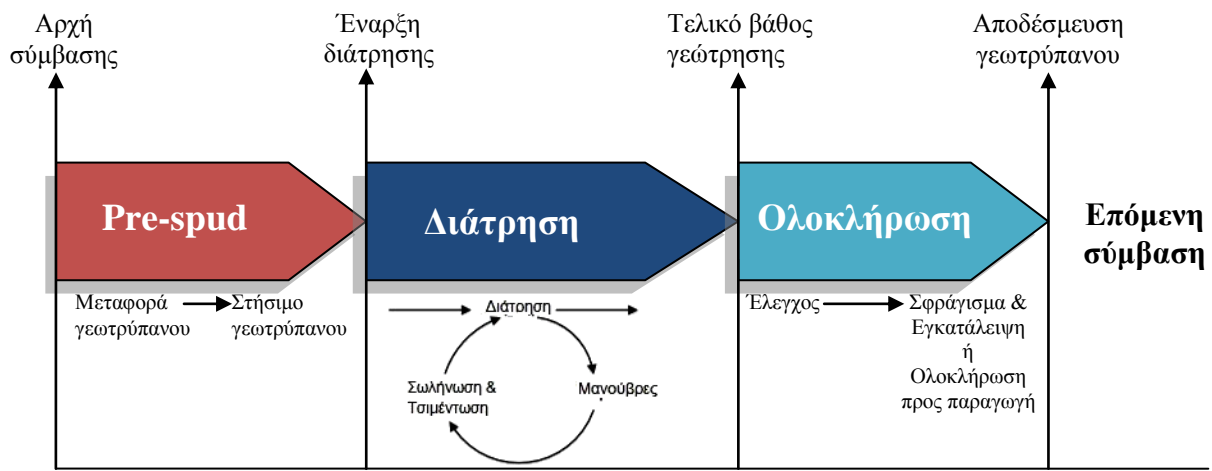 Αρχή
σύμβασης
Έναρξη
διάτρησης
Τελικό βάθος
γεώτρησης
Αποδέσμευση
γεωτρύπανου
Pre-spud
Διάτρηση
Ολοκλήρωση
Επόμενη
σύμβαση
Μεταφορά
γεωτρύπανου
Στήσιμο
γεωτρύπανου
Διάτρηση
Μανούβρες
Σωλήνωση &
Τσιμέντωση
Έλεγχος
Σφράγισμα &
Εγκατάλειψη
ή
Ολοκλήρωση
προς παραγωγή